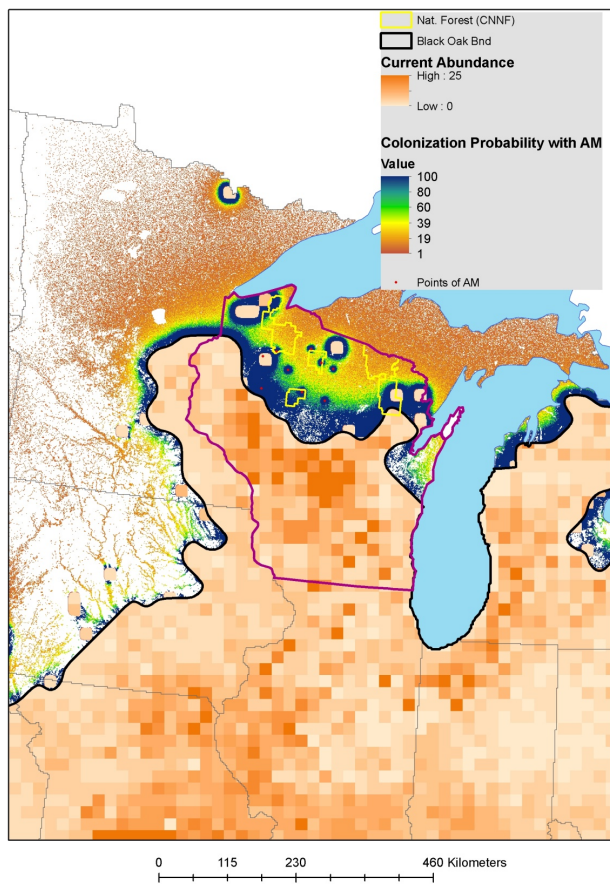 Nat. Forest (CNNF)
Black Oak Bnd
Current Abundance
High : 25
Low : 0
Colonization Probability with AM
Value
100
80
60
39
19
1
Points of AM
0 115 230 460 Kilometers